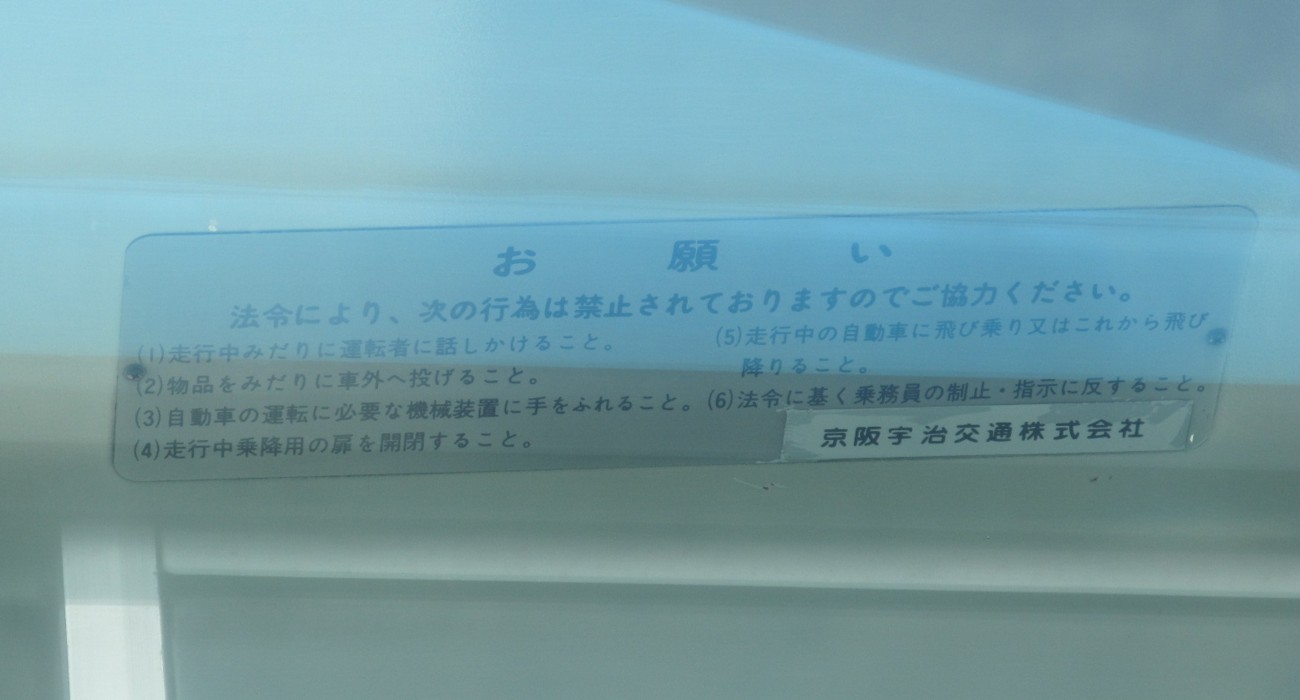 お願い
法令により、次の行為は禁止されておりますのでご協力ください。
(1)走行中みだりに運転者に話しかけること。
(2)物品をみだりに車外へ投げること。
(3)自動車の運転に必要な機械装置に手をふれること。
(4)走行中乗降用の扉を開閉すること。
(5)走行中の自動車に飛び乗り又はこれから飛び
降りること。
(6)法令に基く乗務員の制止・指示に反すること。
京阪宇治交通株式会社